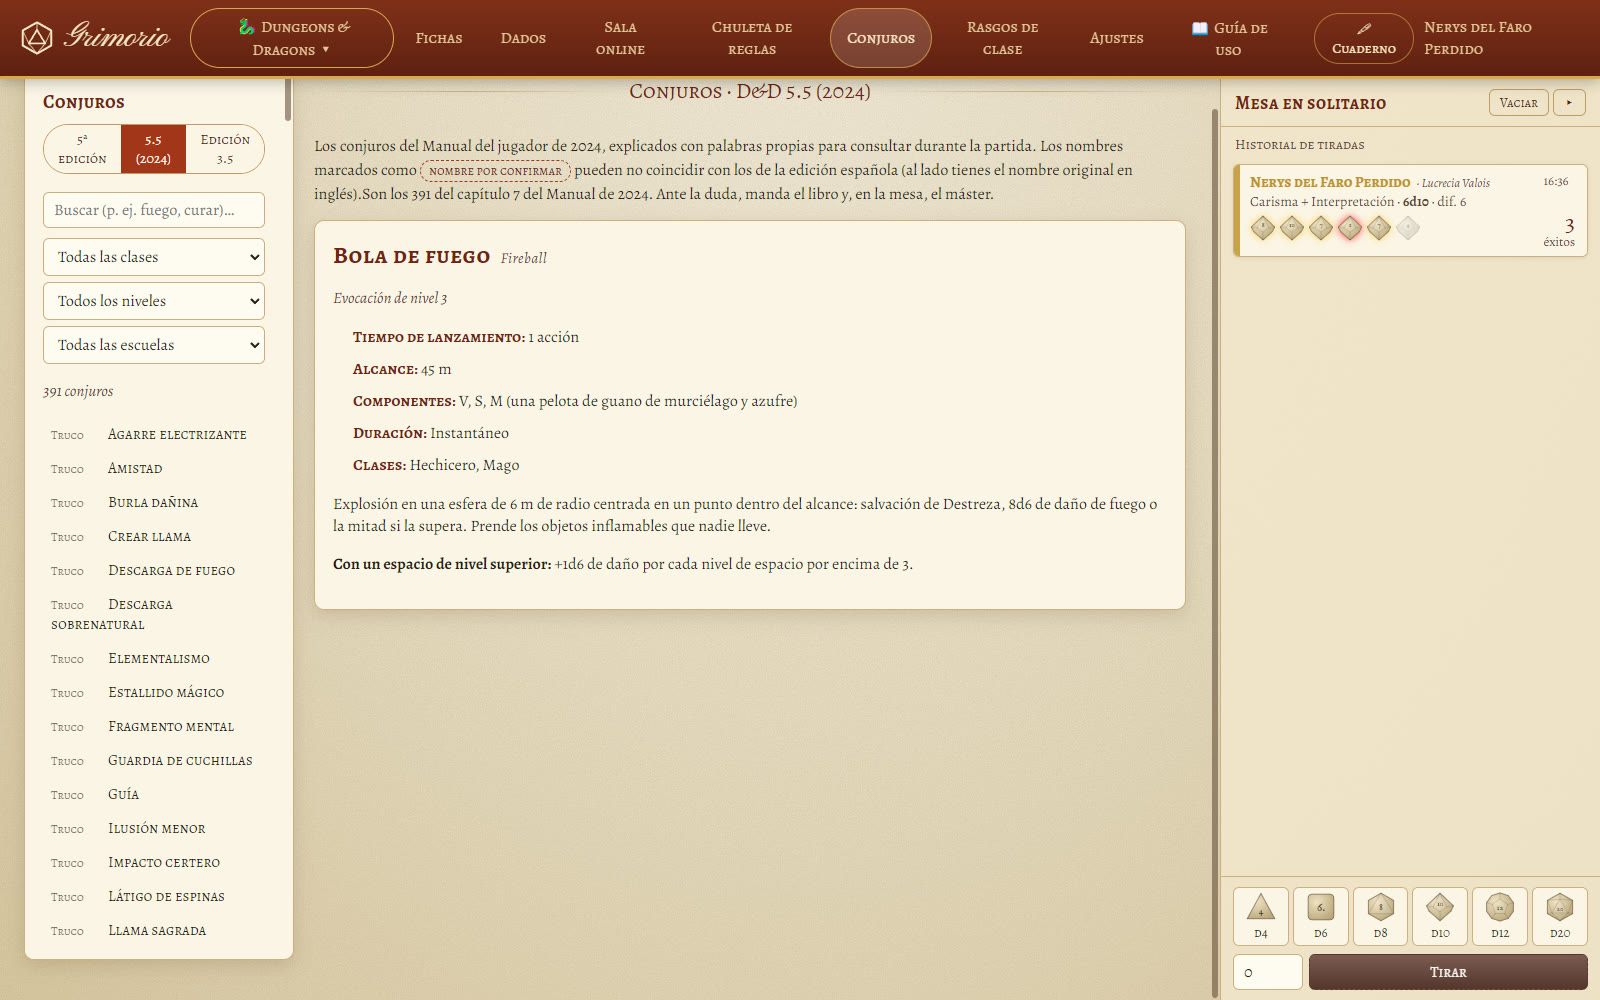 Grimorio
🐉 Dungeons &
Dragons ▼
Fichas
Dados
Sala
online
Chuleta de
reglas
Conjuros
Rasgos de
clase
Ajustes
📖 Guía de
uso
Cuaderno
Nerys del Faro
Perdido
Conjuros
5ª
edición
5.5
(2024)
Edición
3.5
Buscar (p. ej. fuego, curar)...
Todas las clases
Todos los niveles
Todas las escuelas
391 conjuros
Truco Agarre electrizante
Truco Amistad
Truco Burla dañina
Truco Crear llama
Truco Descarga de fuego
Truco Descarga
sobrenatural
Truco Elementalismo
Truco Estallido mágico
Truco Fragmento mental
Truco Guardia de cuchillas
Truco Guía
Truco Ilusión menor
Truco Impacto certero
Truco Látigo de espinas
Truco Llama sagrada
Conjuros · D&D 5.5 (2024)
Los conjuros del Manual del jugador de 2024, explicados con palabras propias para consultar durante la partida. Los nombres
marcados como nombre por confirmar pueden no coincidir con los de la edición española (al lado tienes el nombre original en
inglés).Son los 391 del capítulo 7 del Manual de 2024. Ante la duda, manda el libro y, en la mesa, el máster.
Bola de fuego Fireball
Evocación de nivel 3
Tiempo de lanzamiento: 1 acción
Alcance: 45 m
Componentes: V, S, M (una pelota de guano de murciélago y azufre)
Duración: Instantáneo
Clases: Hechicero, Mago
Explosión en una esfera de 6 m de radio centrada en un punto dentro del alcance: salvación de Destreza, 8d6 de daño de fuego o
la mitad si la supera. Prende los objetos inflamables que nadie lleve.
Con un espacio de nivel superior: +1d6 de daño por cada nivel de espacio por encima de 3.
Mesa en solitario
Vaciar
Historial de tiradas
Nerys del Faro Perdido · Lucrecia Valois 16:36
Carisma + Interpretación · 6d10 · dif. 6
3
éxitos
4 6 8 10 12 20
D4 D6 D8 D10 D12 D20
0
Tirar